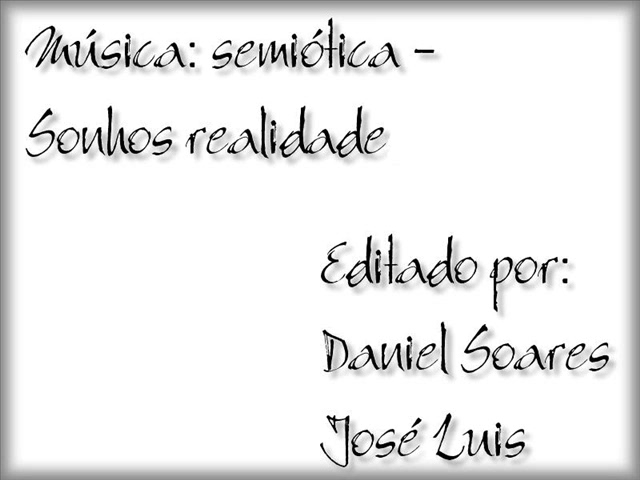 Música: semiótica -
Sonhos realidade
Editado por:
Daniel Soares
José Luis